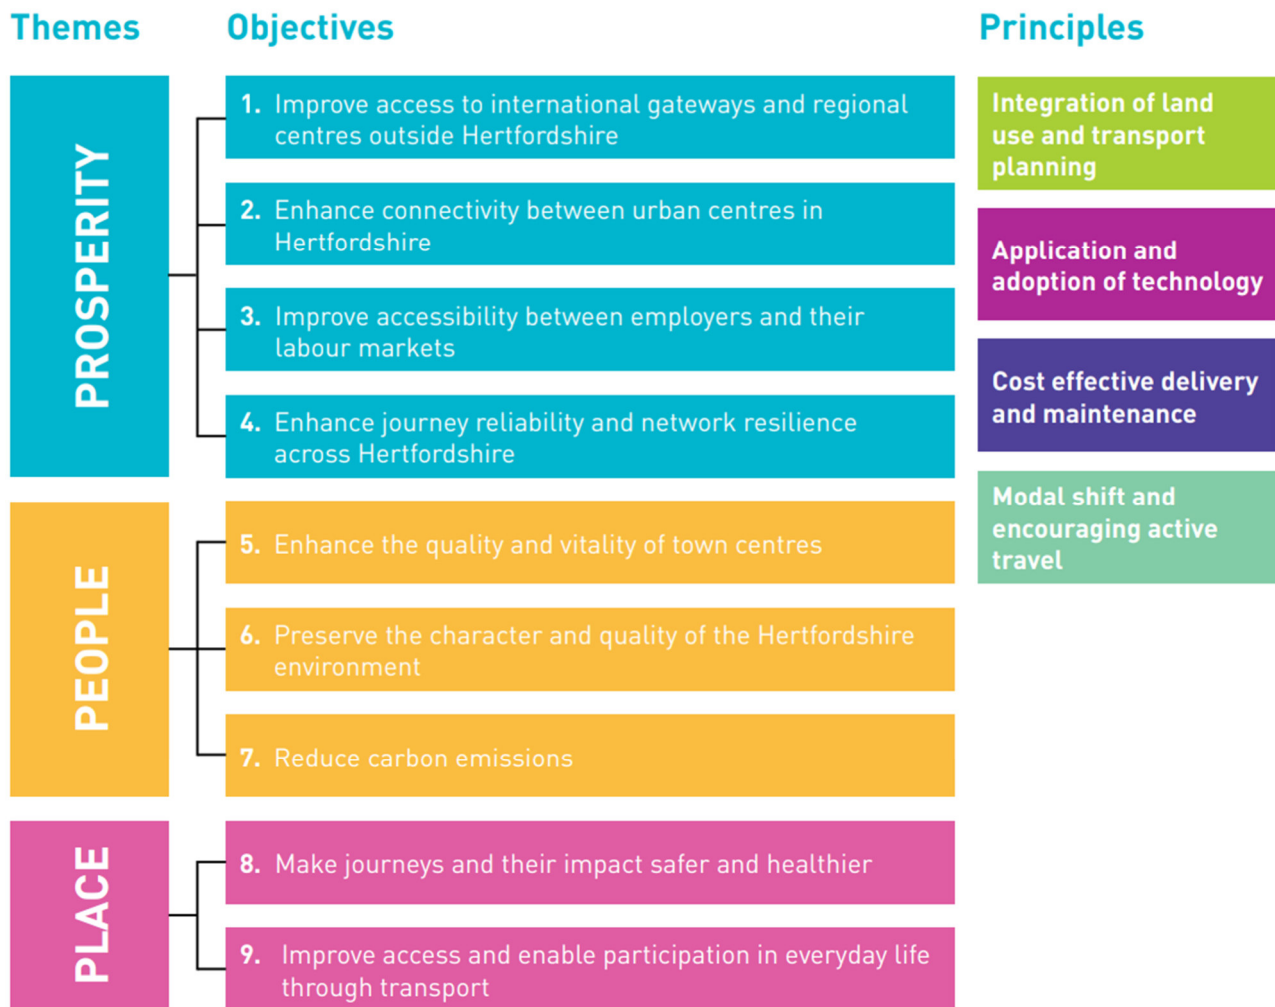 Themes
Objectives
Principles
PROSPERITY
1. Improve access to international gateways and regional
centres outside Hertfordshire
2. Enhance connectivity between urban centres in
Hertfordshire
3. Improve accessibility between employers and their
labour markets
4. Enhance journey reliability and network resilience
across Hertfordshire
PEOPLE
5. Enhance the quality and vitality of town centres
6. Preserve the character and quality of the Hertfordshire
environment
7. Reduce carbon emissions
PLACE
8. Make journeys and their impact safer and healthier
9. Improve access and enable participation in everyday life
through transport
Integration of land
use and transport
planning
Application and
adoption of technology
Cost effective delivery
and maintenance
Modal shift and
encouraging active
travel